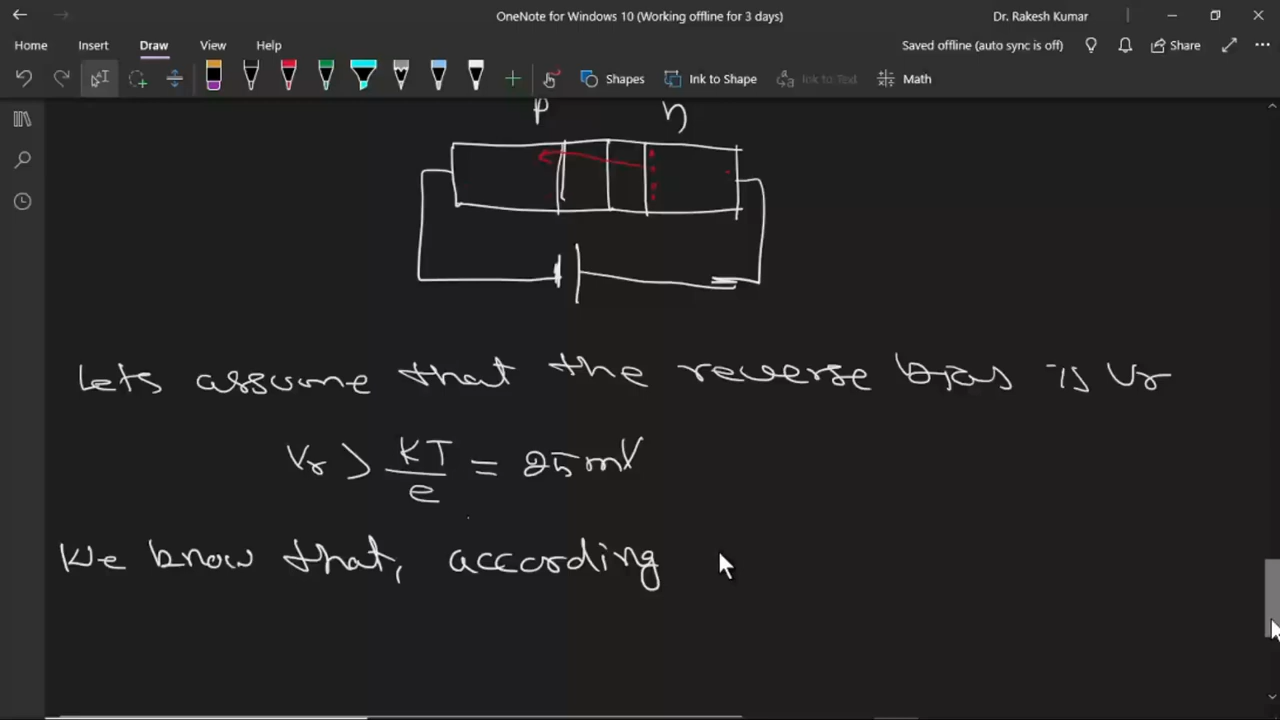 OneNote for Windows 10 (Working offline for 3 days)
Dr. Rakesh Kumar
Home Insert Draw View Help
Saved offline (auto sync is off)
Share
Shapes
Ink to Shape
Ink to Text
Math
P n
Lets assume that the reverse bias is Vr
Vr > KT/e = 25 mV
We know that, according